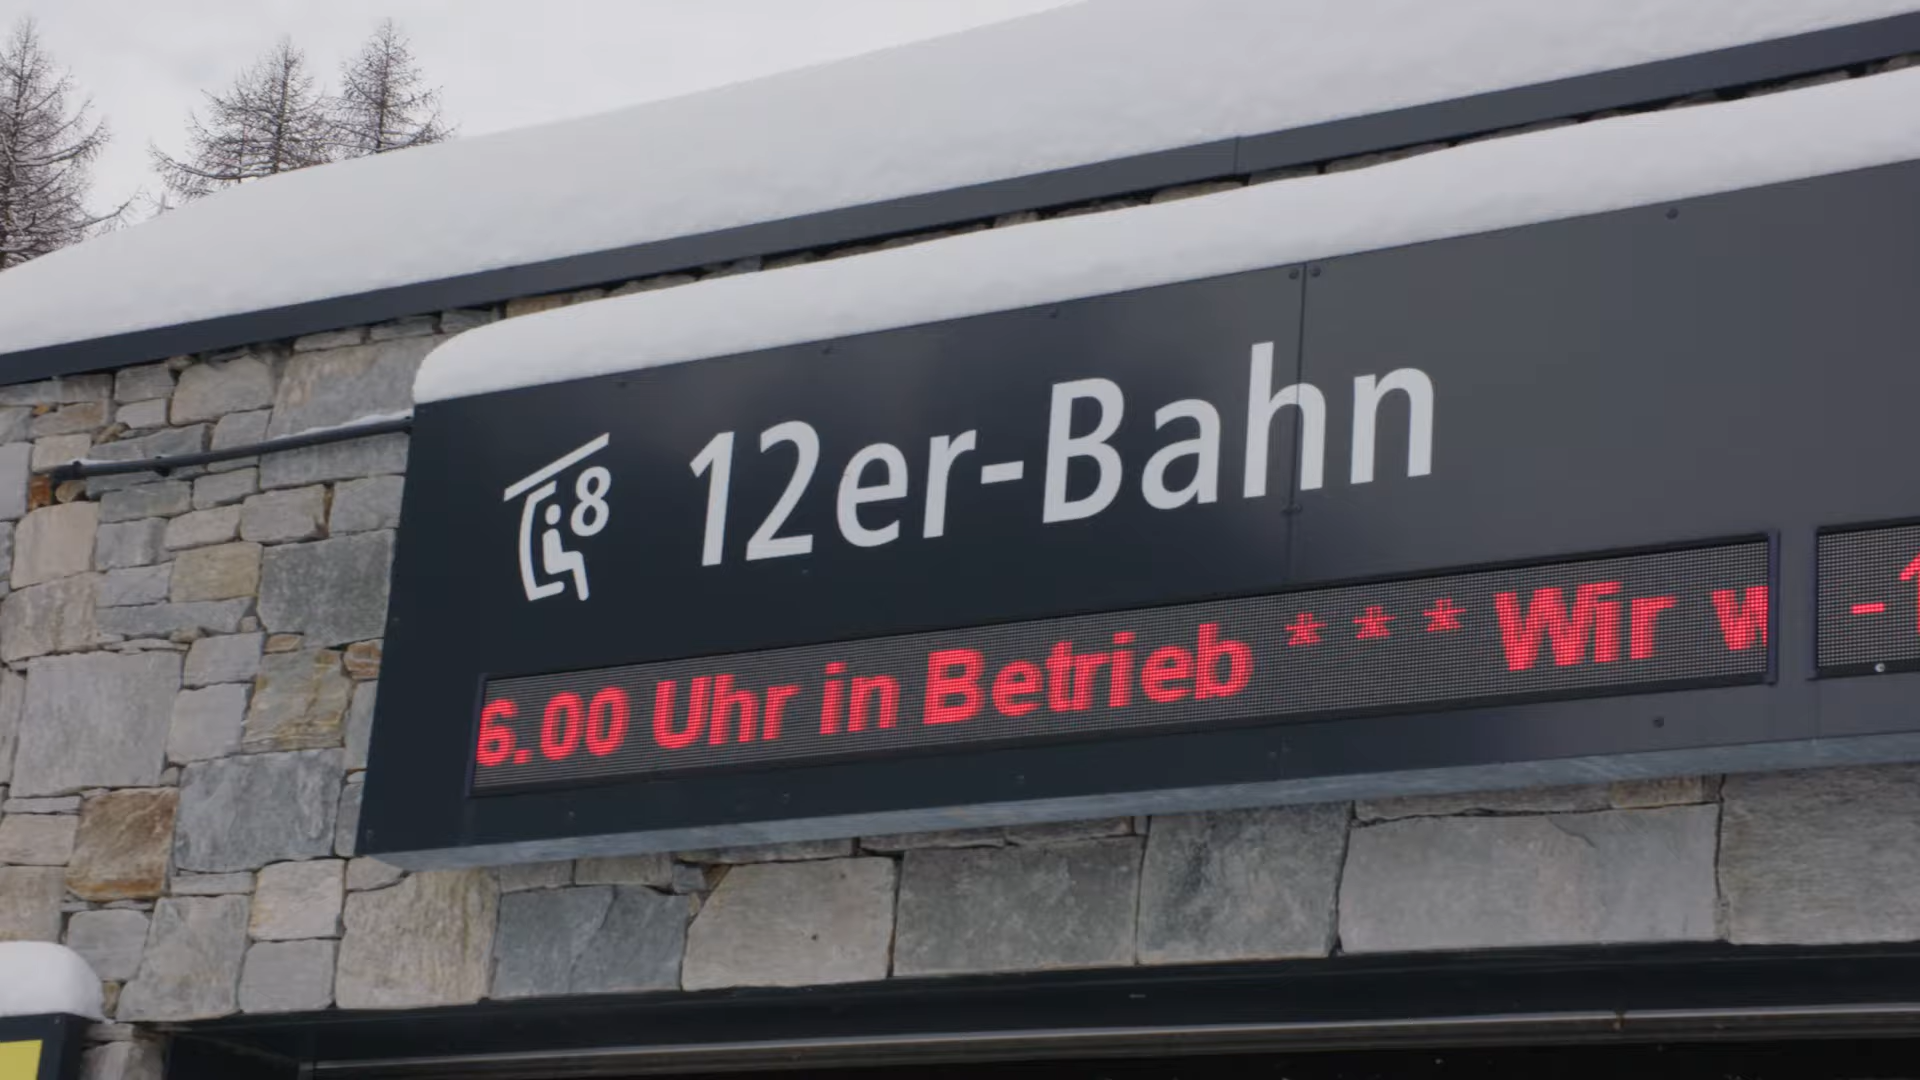 8 12er-Bahn
6.00 Uhr in Betrieb * * * Wir